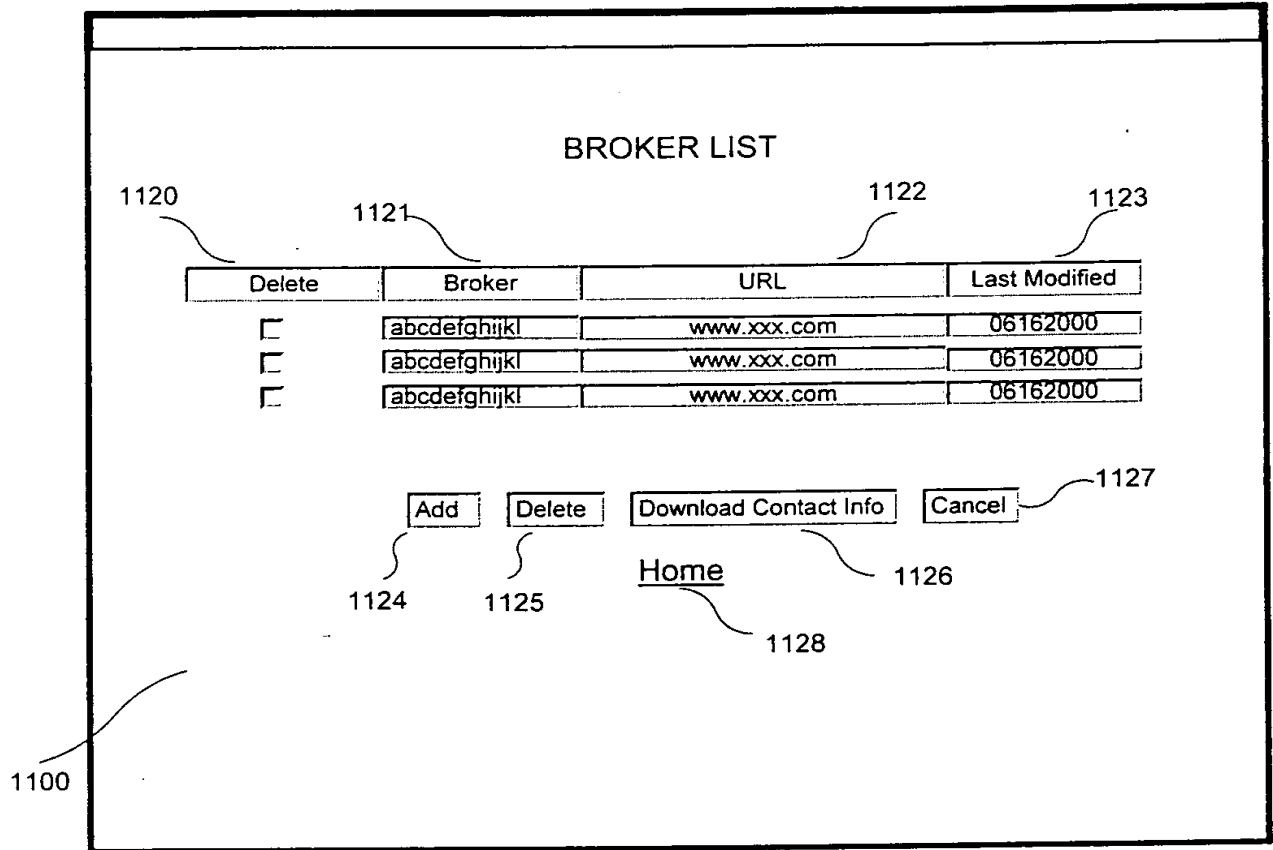 BROKER LIST
1120 1121 1122 1123
Delete Broker URL Last Modified
abcdefghijkl www.xxx.com 06162000
abcdefghijkl www.xxx.com 06162000
abcdefghijkl www.xxx.com 06162000
1127
Add Delete Download Contact Info Cancel
Home
1124 1125 1126
1128
1100